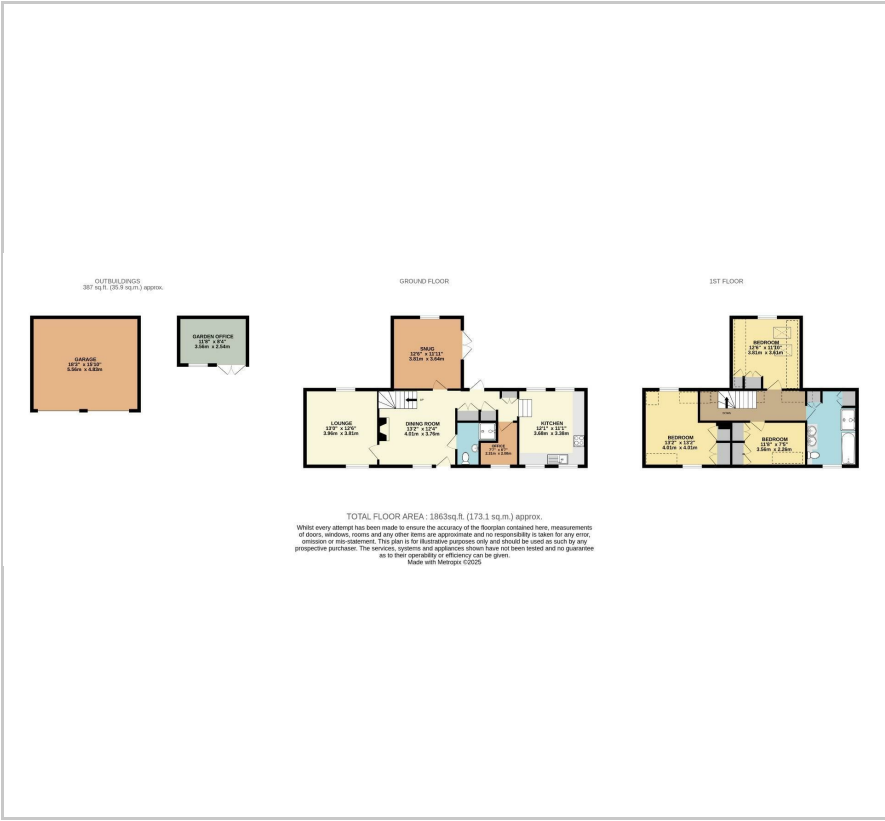 OUTBUILDINGS
387 sq.ft. (35.9 sq.m.) approx.
GARAGE
18'3" x 15'10"
5.56m x 4.83m
GARDEN OFFICE
11'8" x 8'4"
3.56m x 2.54m
GROUND FLOOR
SNUG
12'6" x 11'11"
3.81m x 3.64m
LOUNGE
13'0" x 12'6"
3.96m x 3.81m
UP
DINING ROOM
13'2" x 12'4"
4.01m x 3.76m
OFFICE
KITCHEN
12'1" x 11'1"
3.68m x 3.38m
1ST FLOOR
BEDROOM
12'6" x 11'10"
3.81m x 3.61m
DOWN
BEDROOM
13'2" x 13'2"
4.01m x 4.01m
BEDROOM
11'8" x 7'5"
3.56m x 2.26m
TOTAL FLOOR AREA : 1863sq.ft. (173.1 sq.m.) approx.
Whilst every attempt has been made to ensure the accuracy of the floorplan contained here, measurements
of doors, windows, rooms and any other items are approximate and no responsibility is taken for any error,
omission or mis-statement. This plan is for illustrative purposes only and should be used as such by any
prospective purchaser. The services, systems and appliances shown have not been tested and no guarantee
as to their operability or efficiency can be given.
Made with Metropix ©2025